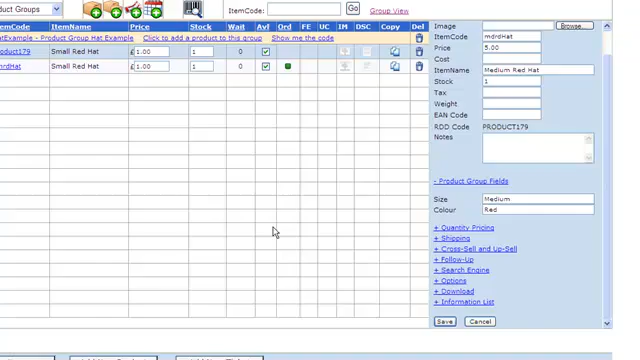 oduct Groups
ItemCode:
Go
Group View
emCode ItemName Price Stock Wait Avl Ord FE UC IM DSC Copy Del
atExample - Product Group Hat Example Click to add a product to this group Show me the code
oduct179 Small Red Hat £ 1.00 1 0
mrdHat Small Red Hat £ 1.00 1 0
Image Browse...
ItemCode mdrdHat
Price 5.00
Cost
ItemName Medium Red Hat
Stock 1
Tax
Weight
EAN Code
RDD Code PRODUCT179
Notes
- Product Group Fields
Size Medium
Colour Red
+ Quantity Pricing
+ Shipping
+ Cross-Sell and Up-Sell
+ Follow-Up
+ Search Engine
+ Options
+ Download
+ Information List
Save Cancel